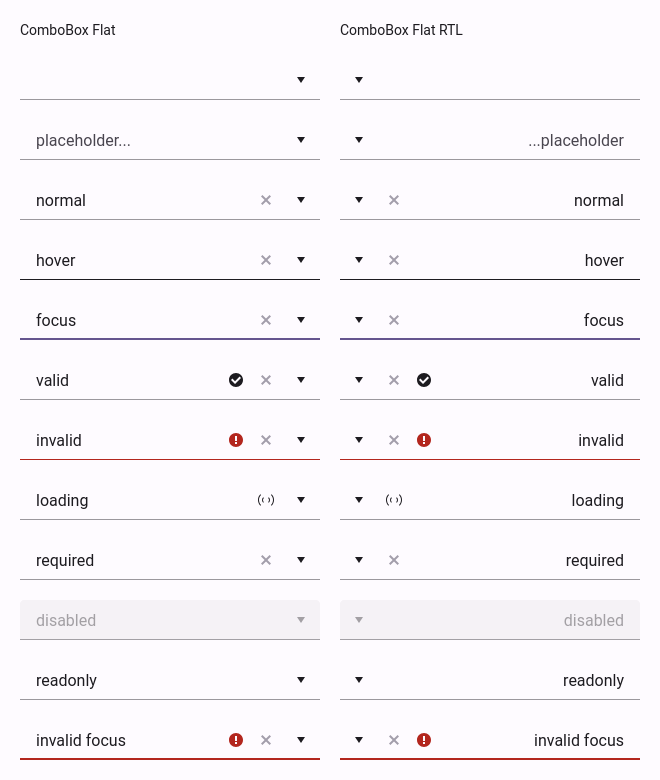 ComboBox Flat
ComboBox Flat RTL
placeholder...
...placeholder
normal
normal
hover
hover
focus
focus
valid
valid
invalid
invalid
loading
loading
required
required
disabled
disabled
readonly
readonly
invalid focus
invalid focus